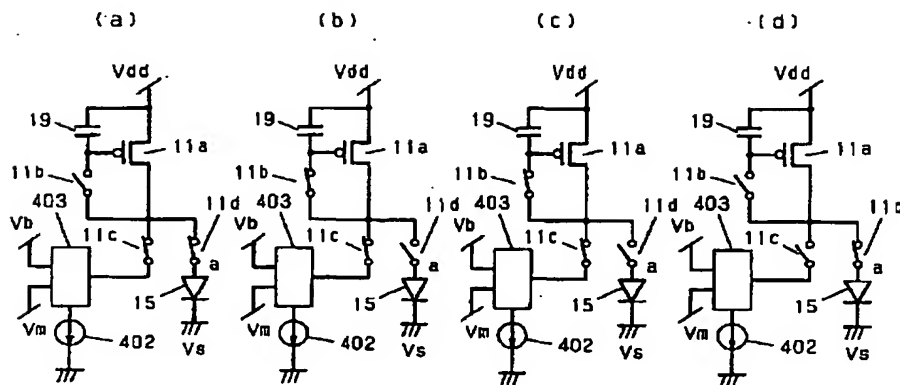 (a) (b) (c) (d)
Vdd Vdd Vdd Vdd
19 11a 19 11a 19 11a 19 11a
11b 11b 11b 11b
403 11d 403 11d 403 11d 403 11d
Vb 11c Vb 11c Vb 11c Vb 11c
a a a a
15 15 15 15
Vm 402 Vm 402 Vm 402 Vm 402
Vs Vs Vs Vs